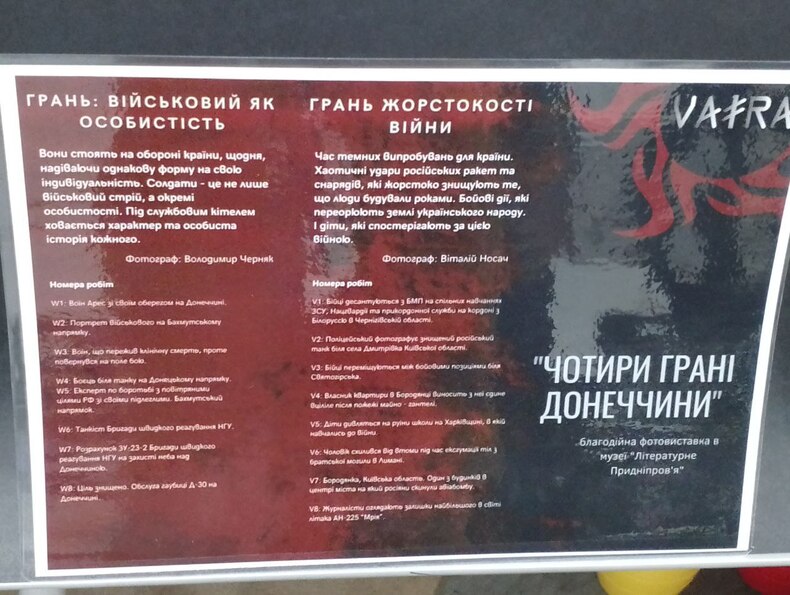 ГРАНЬ: ВІЙСЬКОВИЙ ЯК
ОСОБИСТІСТЬ
Вони стоять на обороні країни, щодня,
надіваючи однакову форму на свою
індивідуальність. Солдати - це не лише
військовий стрій, а окремі
особистості. Під службовим кітелем
ховається характер та особиста
історія кожного.
Фотограф: Володимир Черняк
Номера робіт
W1: Воїн Арес зі своїм оберегом на Донеччині.
W2: Портрет військового на Бахмутському
напрямку.
W3: Воїн, що пережив клінічну смерть, проте
повернувся на поле бою.
W4: Боєць біля танку на Донецькому напрямку.
W5: Експерт по боротьбі з повітряними
цілями РФ зі своїми підлеглими. Бахмутський
напрямок.
W6: Танкіст Бригади швидкого реагування НГУ.
W7: Розрахунок ЗУ-23-2 Бригади швидкого
реагування НГУ на захисті неба над
Донеччиною.
W8: Ціль знищено. Обслуга гаубиці Д-30 на
Донеччині.
ГРАНЬ ЖОРСТОКОСТІ
ВІЙНИ
Час темних випробувань для країни.
Хаотичні удари російських ракет та
снарядів, які жорстоко знищують те,
що люди будували роками. Бойові дії, які
переорюють землі українського народу.
І діти, які спостерігають за цією
війною.
Фотограф: Віталій Носач
Номера робіт
V1: Бійці десантуються з БМП на спільних навчаннях
ЗСУ, Нацгвардії та прикордонної служби на кордоні з
Білоруссю в Чернігівській області.
V2: Поліцейський фотографує знищений російський
танк біля села Дмитрівка Київської області.
V3: Бійці переміщуються між бойовими позиціями біля
Святогірська.
V4: Власник квартири в Бородянці виносить з неї єдине
вціліле після пожежі майно - гантелі.
V5: Діти дивляться на руїни школи на Харківщині, в якій
навчались до війни.
V6: Чоловік схилився від втоми під час ексгумації тіл з
братської могили в Лимані.
V7: Бородянка, Київська область. Один з будинків в
центрі міста на який росіяни скинули авіабомбу.
V8: Журналісти оглядають залишки найбільшого в світі
літака АН-225 "Мрія".
VATRA
"ЧОТИРИ ГРАНІ
ДОНЕЧЧИНИ"
благодійна фотовиставка в
музеї "Літературне
Придніпров'я"